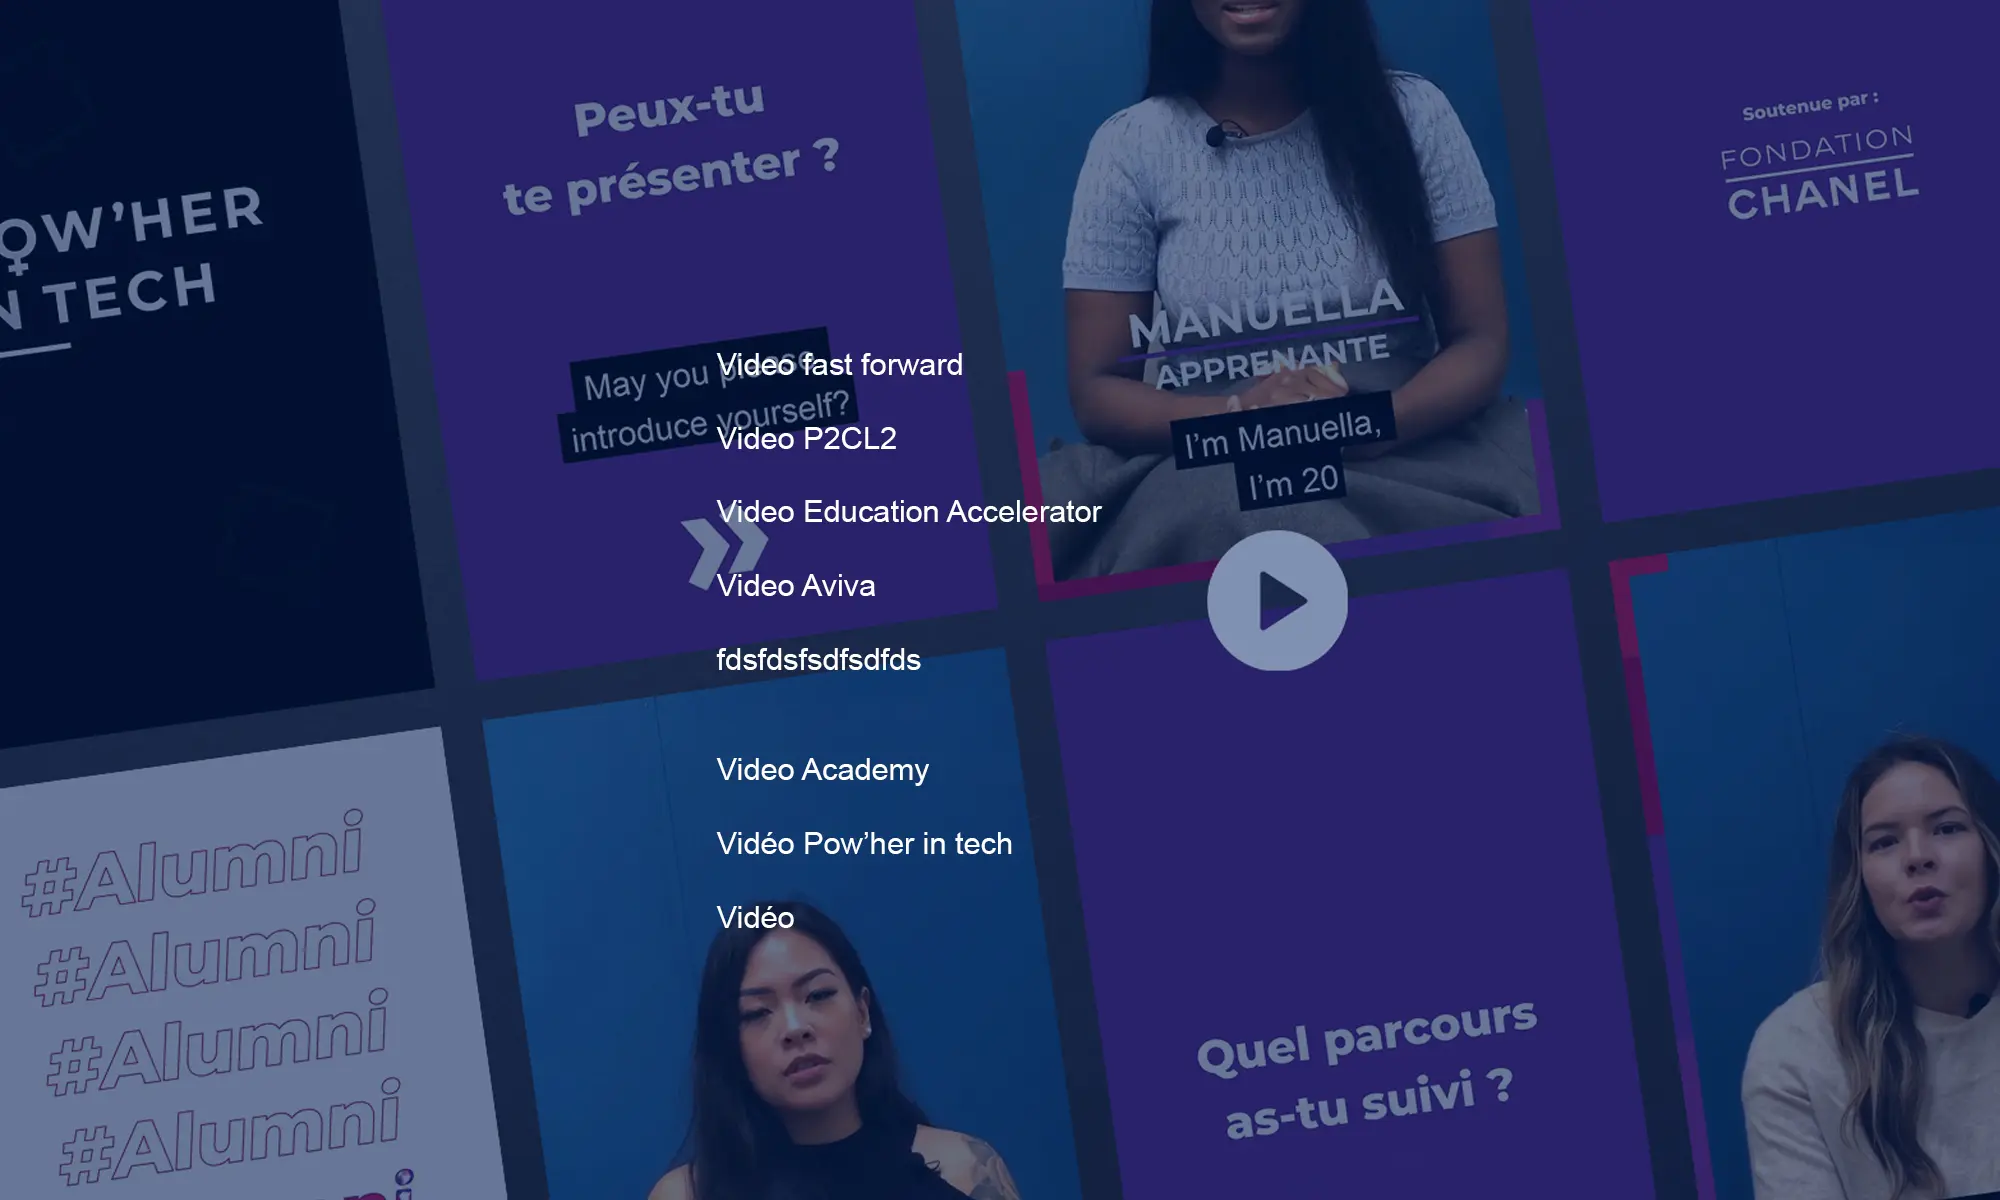 OW’HER
N TECH
Peux-tu
te présenter ?
May you please
introduce yourself?
MANUELLA
APPRENANTE
I’m Manuella,
I’m 20
Soutenue par :
FONDATION
CHANEL
Video fast forward
Video P2CL2
Video Education Accelerator
Video Aviva
fdsfdsfsdfsdfds
Video Academy
Vidéo Pow’her in tech
Vidéo
#Alumni
#Alumni
#Alumni
#Alumni
Quel parcours
as-tu suivi ?